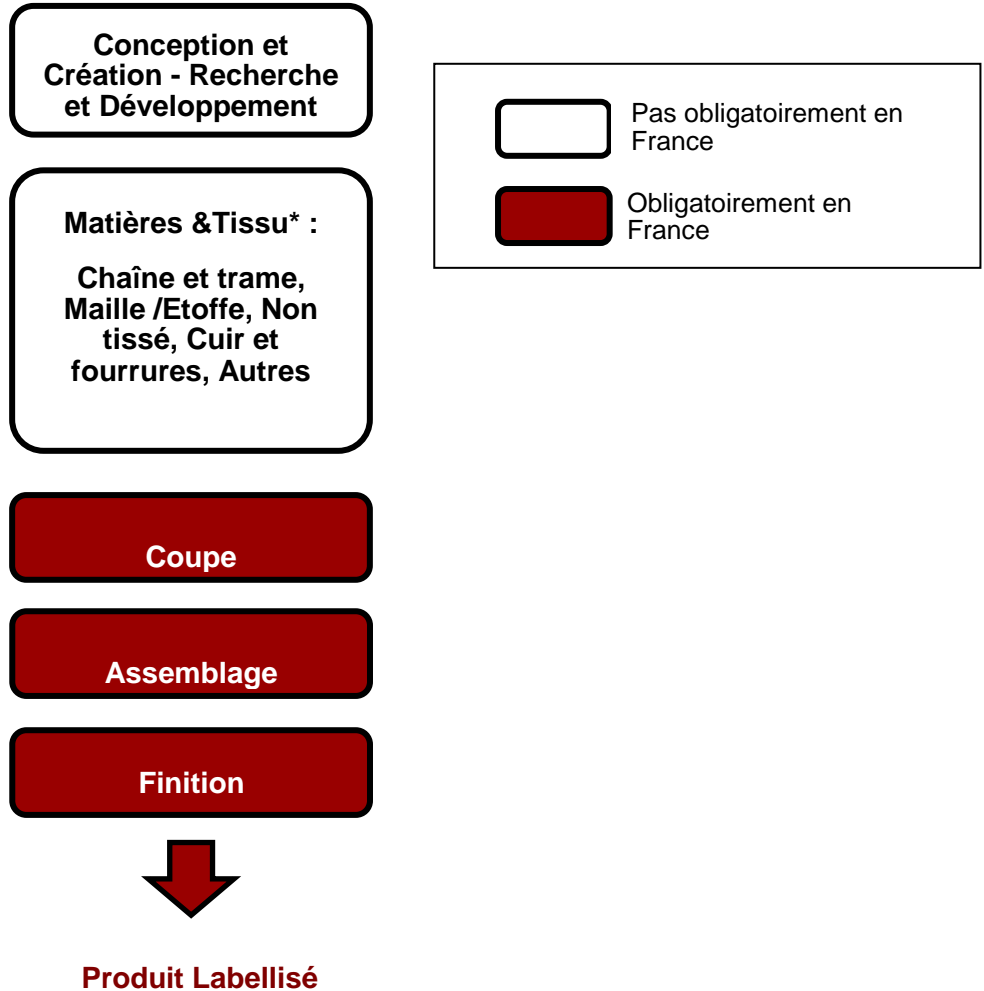 Conception et
Création - Recherche
et Développement
Pas obligatoirement en
France
Obligatoirement en
France
Matières &Tissu* :
Chaîne et trame,
Maille /Etoffe, Non
tissé, Cuir et
fourrures, Autres
Coupe
Assemblage
Finition
Produit Labellisé